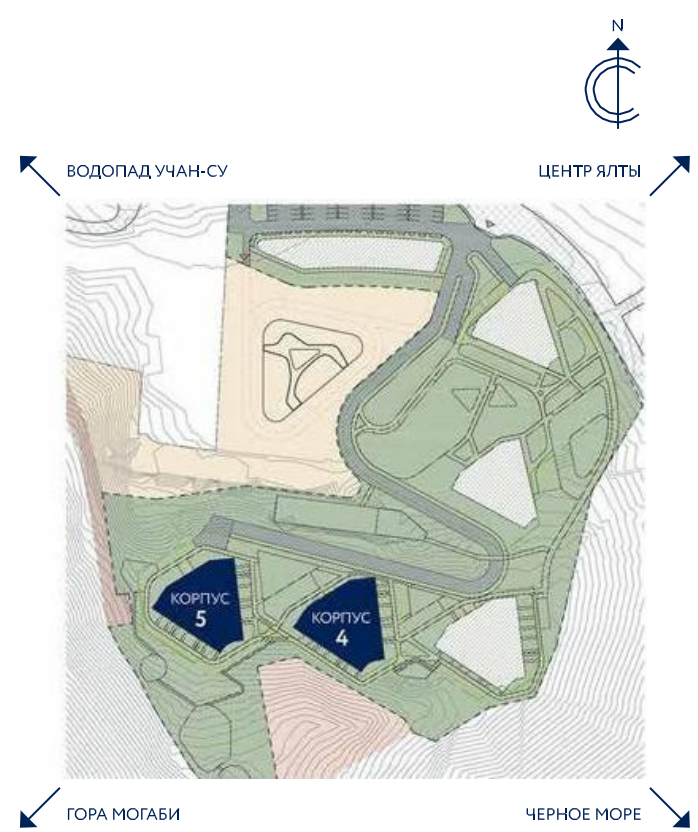 N
ВОДОПАД УЧАН-СУ
ЦЕНТР ЯЛТЫ
КОРПУС
5
КОРПУС
4
ГОРА МОГАБИ
ЧЕРНОЕ МОРЕ